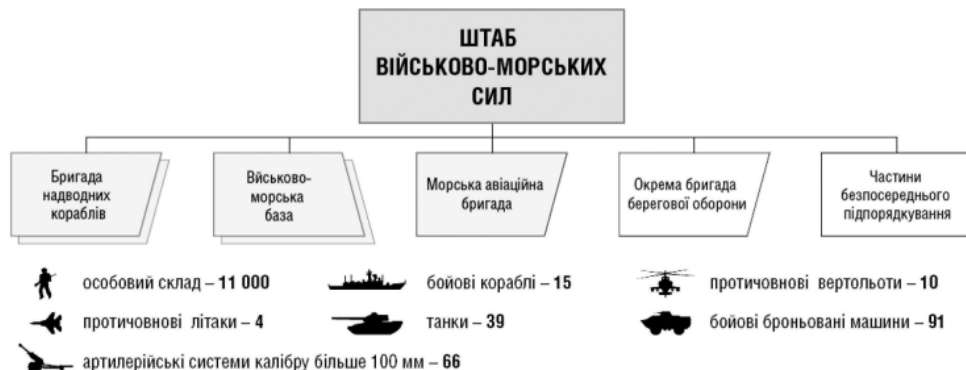 ШТАБ
ВІЙСЬКОВО-МОРСЬКИХ
СИЛ
Бригада
надводних
кораблів
Військово-
морська
база
Морська авіаційна
бригада
Окрема бригада
берегової оборони
Частини
безпосереднього
підпорядкування
особовий склад – 11 000
бойові кораблі – 15
протичовнові вертольоти – 10
протичовнові літаки – 4
танки – 39
бойові броньовані машини – 91
артилерійські системи калібру більше 100 мм – 66